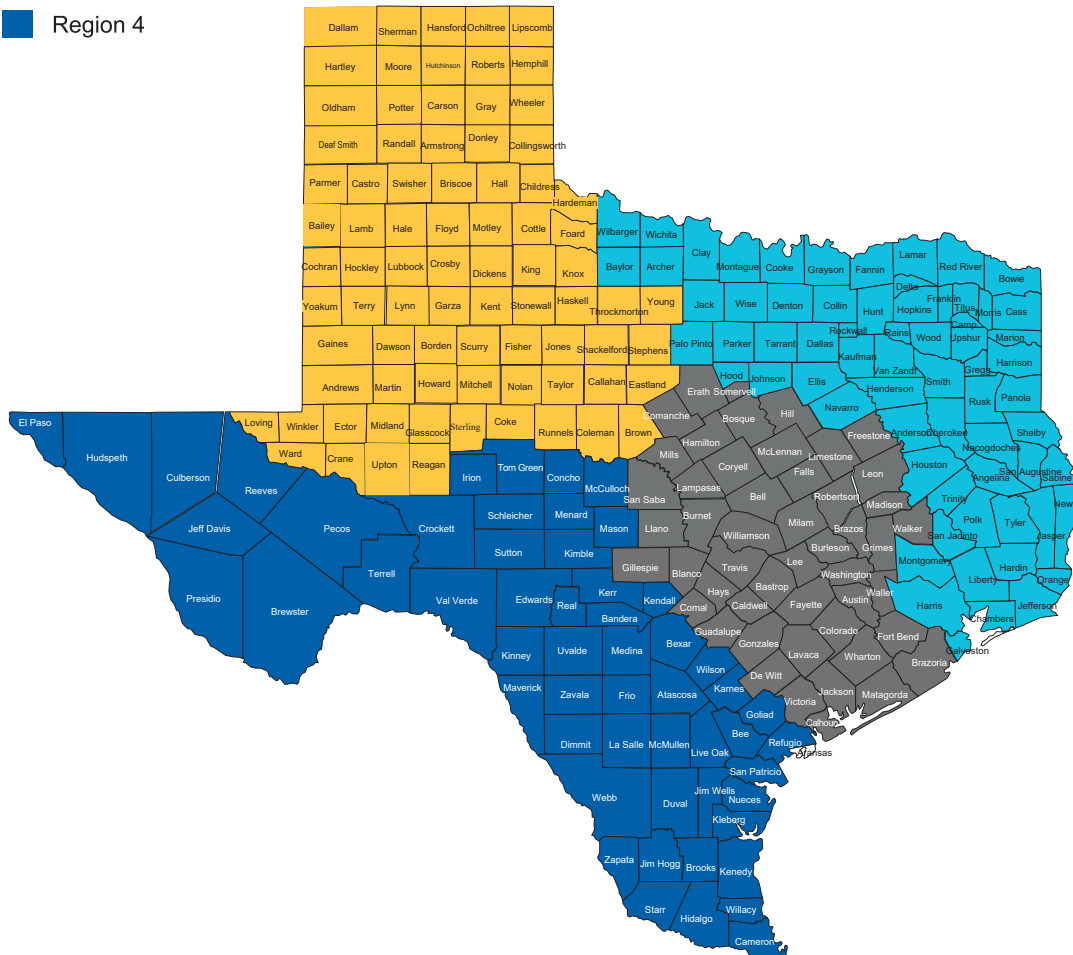 Region 4
Dallam Sherman Hansford Ochiltree Lipscomb
Hartley Moore Hutchinson Roberts Hemphill
Oldham Potter Carson Gray Wheeler
Deaf Smith Randall Armstrong Donley Collingsworth
Parmer Castro Swisher Briscoe Hall Childress
Hardeman
Bailey Lamb Hale Floyd Motley Cottle Foard Wilbarger Wichita
Clay Lamar
Cochran Hockley Lubbock Crosby Dickens King Knox Baylor Archer Montague Cooke Grayson Fannin Red River Bowie
Delta
Yoakum Terry Lynn Garza Kent Stonewall Haskell Throckmorton Young Jack Wise Denton Collin Hunt Hopkins Franklin Titus Morris Cass
Camp
Gaines Dawson Borden Scurry Fisher Jones Shackelford Stephens Palo Pinto Parker Tarrant Dallas Rockwall Kaufman Rains Wood Upshur Marion
Van Zandt Gregg Harrison
Andrews Martin Howard Mitchell Nolan Taylor Callahan Eastland Erath Hood Somervell Johnson Ellis Henderson Smith Rusk Panola
El Paso Loving Winkler Ector Midland Glasscock Sterling Coke Runnels Coleman Brown Comanche Bosque Hill Navarro Anderson Cherokee Shelby
Hudspeth Culberson Reeves Ward Crane Upton Reagan Irion Tom Green Concho McCulloch Mills Hamilton Coryell McLennan Limestone Freestone Nacogdoches
Falls Leon Houston Angelina San Augustine Sabine
San Saba Lampasas Bell Robertson Madison Trinity New
Jeff Davis Pecos Crockett Schleicher Menard Mason Llano Burnet Williamson Milam Brazos Walker San Jacinto Polk Tyler Jasper
Sutton Kimble Burleson Grimes Montgomery
Presidio Brewster Terrell Val Verde Edwards Real Kerr Gillespie Kendall Blanco Travis Hays Lee Bastrop Washington Liberty Hardin Orange
Bandera Comal Caldwell Fayette Austin Waller Harris Chambers Jefferson
Kinney Uvalde Medina Bexar Guadalupe Gonzales Colorado Fort Bend Galveston
Wilson Lavaca Wharton Brazoria
Maverick Zavala Frio Atascosa Karnes De Witt Victoria Jackson Matagorda
Goliad Calhoun
Dimmit La Salle McMullen Live Oak Bee Refugio Aransas
San Patricio
Webb Duval Jim Wells Nueces
Kleberg
Zapata Jim Hogg Brooks Kenedy
Starr Hidalgo Willacy
Cameron